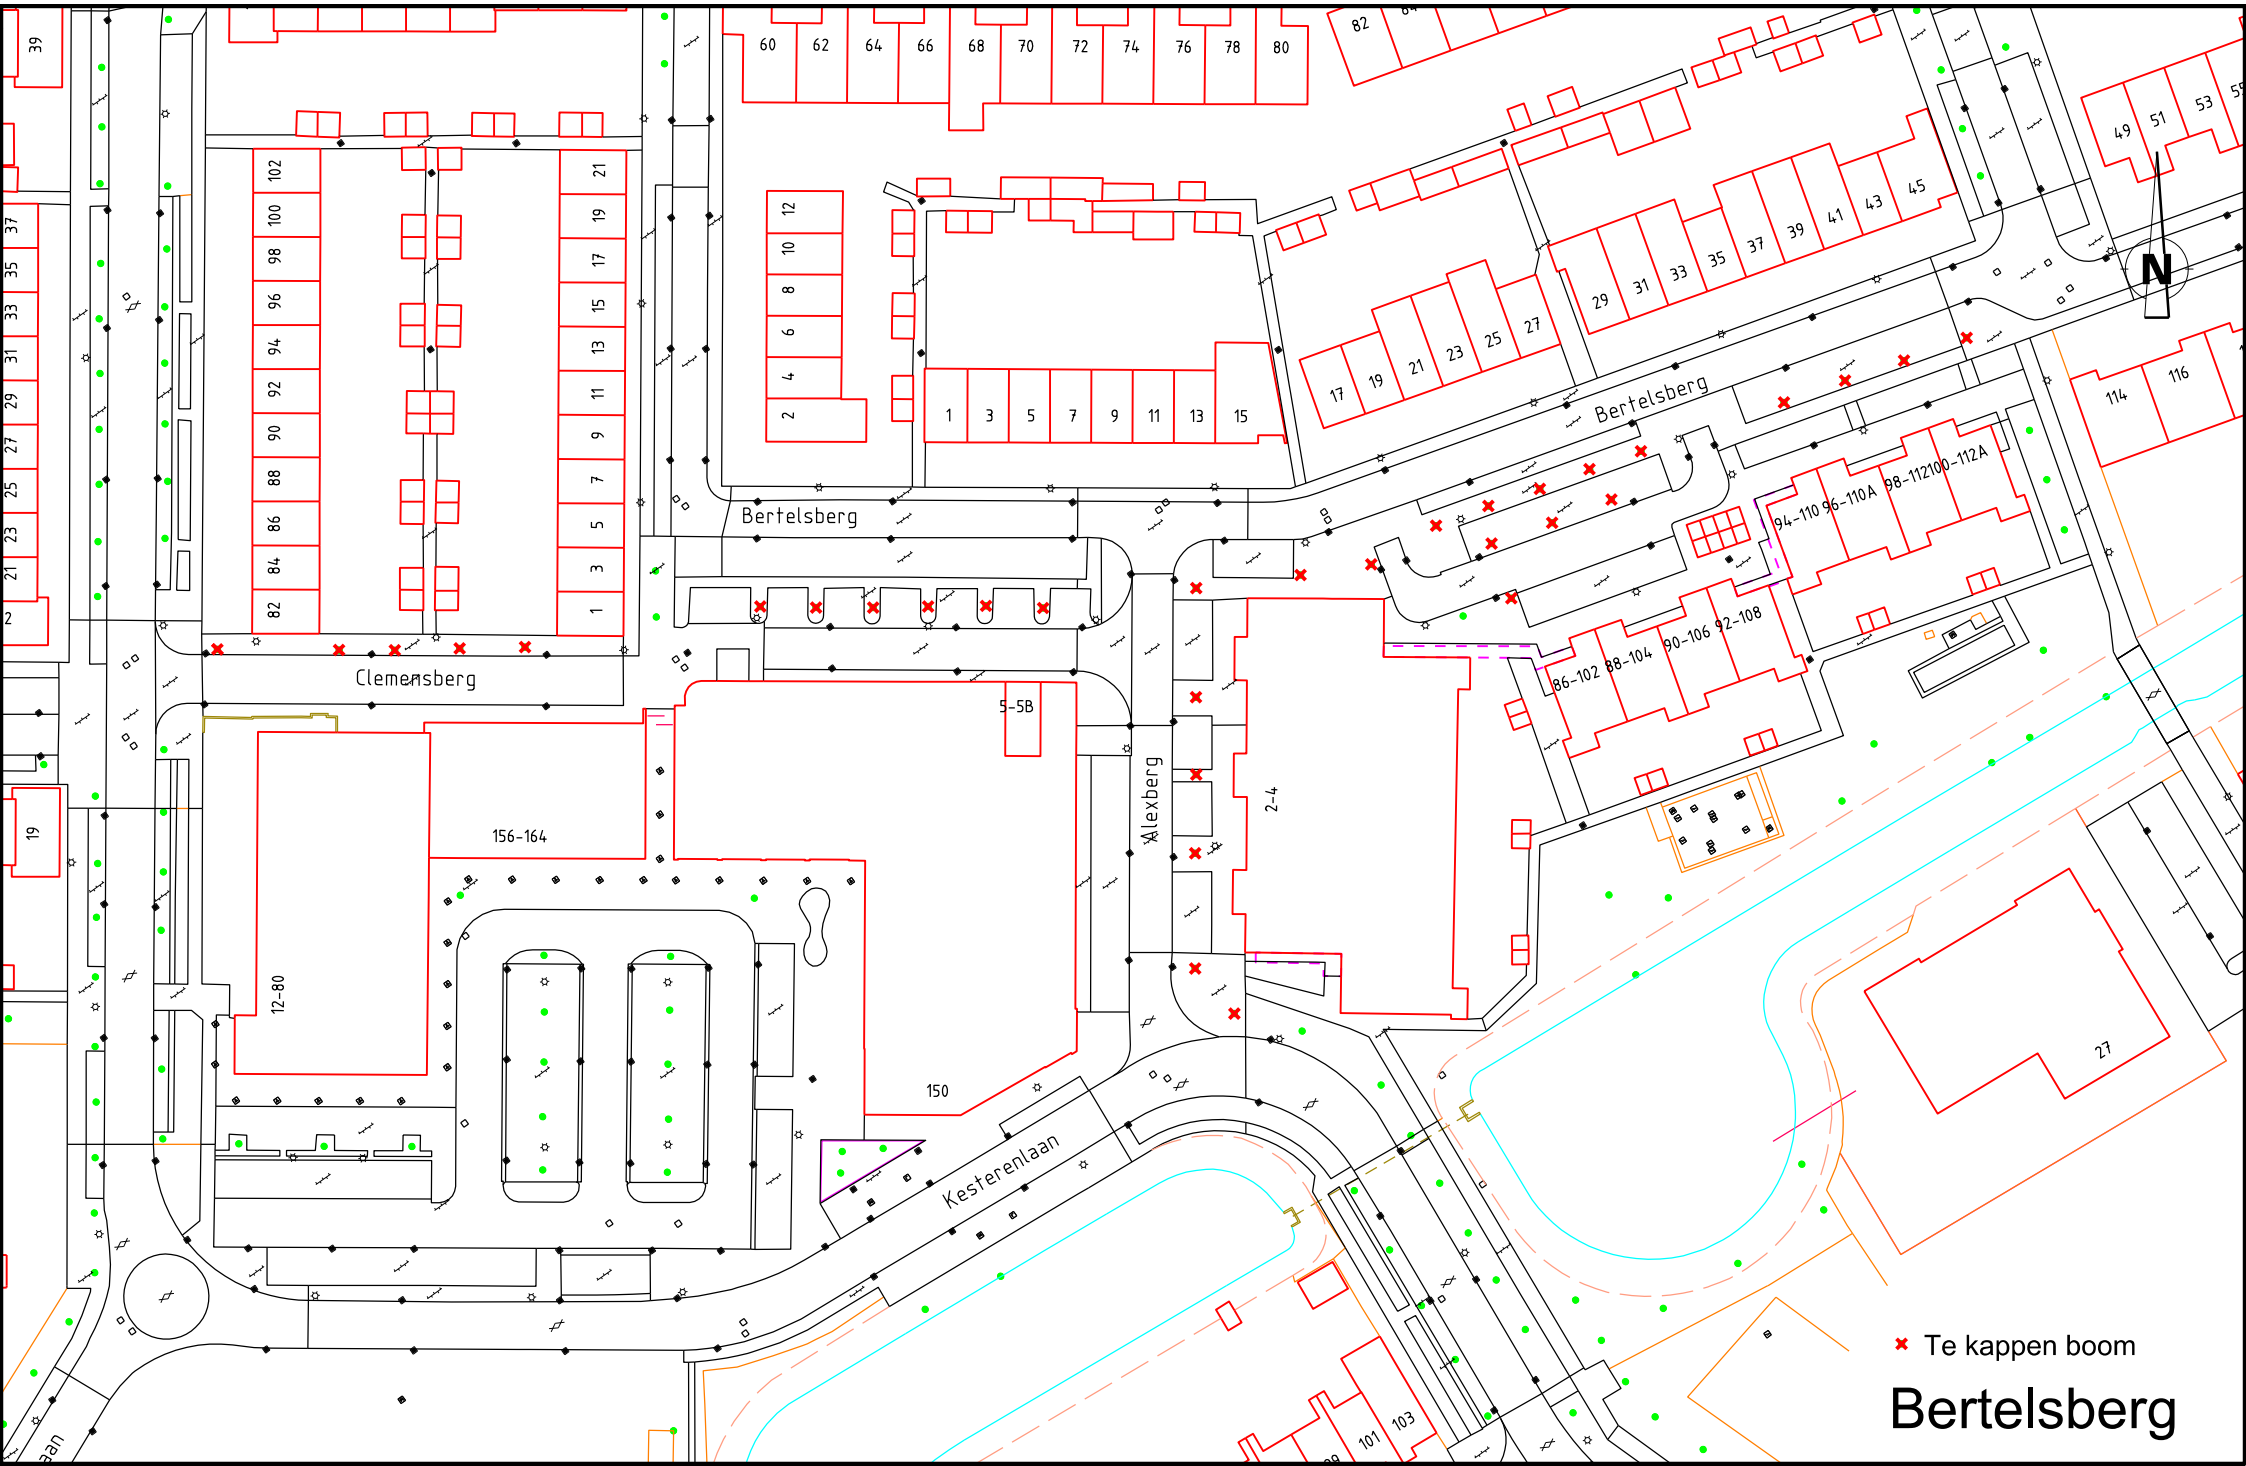 39
60 62 64 66 68 70 72 74 76 78 80
82
49 51 53
102 100 98 96 94 92 90 88 86 84 82
21 19 17 15 13 11 9 7 5 3 1
37 35 33 31 29 27 25 23 21
2
12 10 8 6 4 2
1 3 5 7 9 11 13 15
17 19 21 23 25 27
29 31 33 35 37 39 41 43 45
N
114 116
Bertelsberg
Bertelsberg
94-110 96-110A 98-112 100-112A
86-102 88-104 90-106 92-108
Clemensberg
5-5B
Alexberg
2-4
156-164
19
12-80
150
27
Kesterenlaan
101 103
Te kappen boom
Bertelsberg